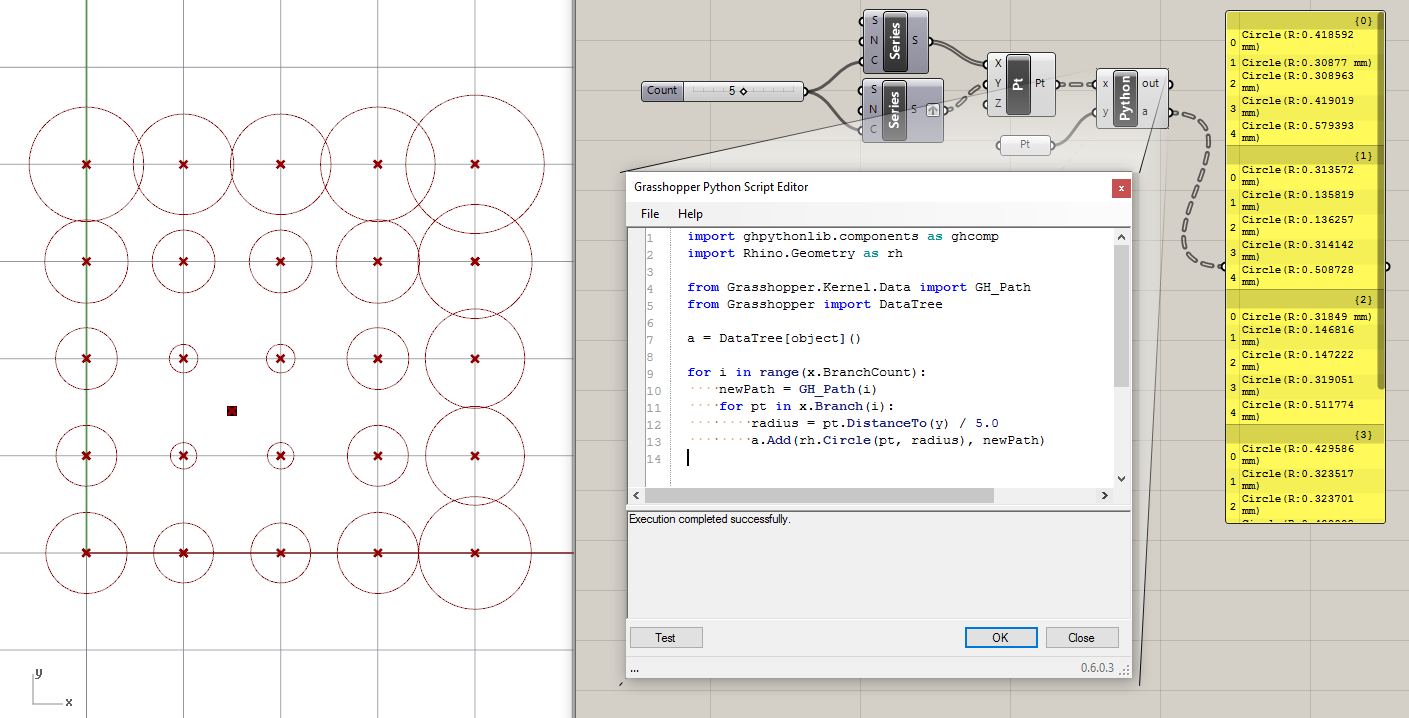 S
N
C
Series
S
S
N
C
Series
S
Count
5
X
Y
Z
Pt
Pt
Pt
x
y
Python
out
a
{0}
0 Circle(R:0.418592 mm)
1 Circle(R:0.30877 mm)
2 Circle(R:0.308963 mm)
3 Circle(R:0.419019 mm)
4 Circle(R:0.579393 mm)
{1}
0 Circle(R:0.313572 mm)
1 Circle(R:0.135819 mm)
2 Circle(R:0.136257 mm)
3 Circle(R:0.314142 mm)
4 Circle(R:0.508728 mm)
{2}
0 Circle(R:0.31849 mm)
1 Circle(R:0.146816 mm)
2 Circle(R:0.147222 mm)
3 Circle(R:0.319051 mm)
4 Circle(R:0.511774 mm)
{3}
0 Circle(R:0.429586 mm)
1 Circle(R:0.323517 mm)
2 Circle(R:0.323701 mm)
Grasshopper Python Script Editor
x
File Help
1 import ghpythonlib.components as ghcomp
2 import Rhino.Geometry as rh
3
4 from Grasshopper.Kernel.Data import GH_Path
5 from Grasshopper import DataTree
6
7 a = DataTree[object]()
8
9 for i in range(x.BranchCount):
10 ····newPath = GH_Path(i)
11 ····for pt in x.Branch(i):
12 ········radius = pt.DistanceTo(y) / 5.0
13 ········a.Add(rh.Circle(pt, radius), newPath)
14
Execution completed successfully.
Test OK Close
... 0.6.0.3
y
x